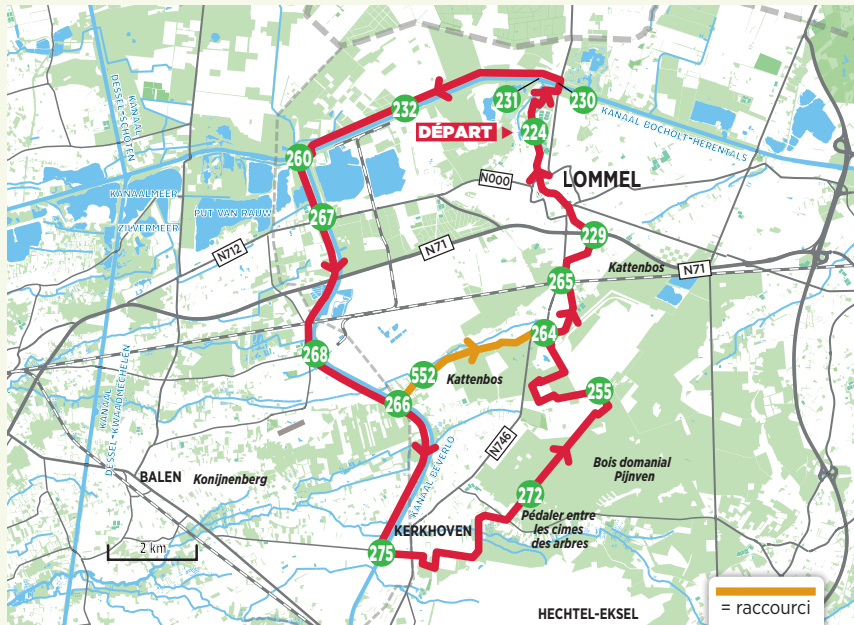 KANAAL
DESSEL-SCHOTEN
232
231
230
DÉPART
224
KANAAL BOCHOLT-HERENTALS
260
N000
LOMMEL
KANAALMEER
PUT VAN RAUW
ZILVERMEER
267
N712
N71
229
Kattenbos
N71
265
264
268
552
Kattenbos
255
266
KANAAL
DESSEL-KWAADMECHELEN
N746
KANAAL BEVERLO
BALEN
Konijnenberg
Bois domanial
Pijnven
272
Pédaler entre
les cimes
des arbres
KERKHOVEN
2 km
275
HECHTEL-EKSEL
= raccourci